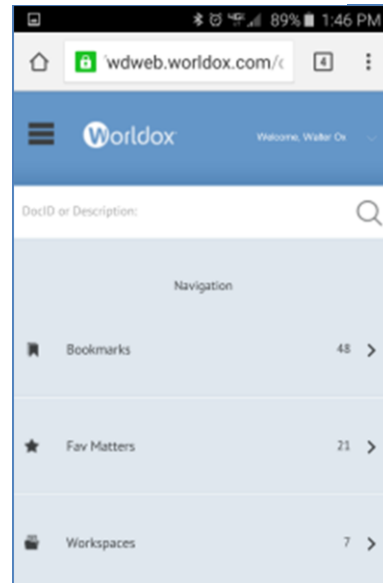 89% 1:46 PM
wdweb.worldox.com/c 4
Worldox Welcome, Walter Ox
DocID or Description:
Navigation
Bookmarks 48
Fav Matters 21
Workspaces 7